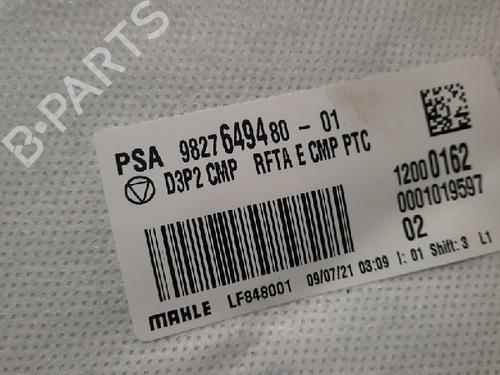 B-PARTS
PSA 9827649480-01
D3P2 CMP RFTA E CMP PTC
12000162
0001019597
02
MAHLE LF848001 09/07/21 03:09 I: 01 Shift: 3 L1